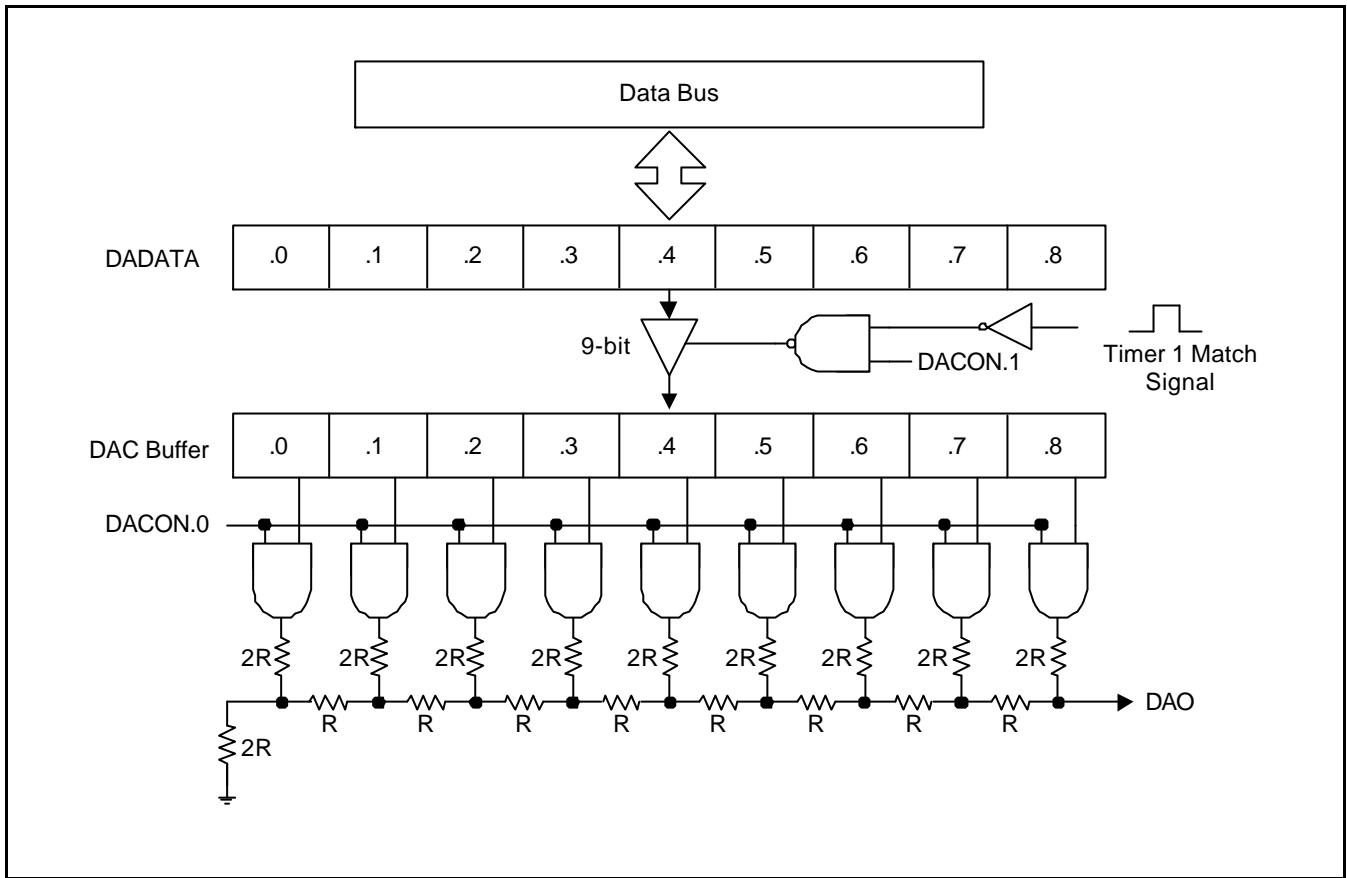 Data Bus
DADATA .0 .1 .2 .3 .4 .5 .6 .7 .8
9-bit
DACON.1
Timer 1 Match
Signal
DAC Buffer .0 .1 .2 .3 .4 .5 .6 .7 .8
DACON.0
2R 2R 2R 2R 2R 2R 2R 2R 2R
R R R R R R R R
DAO
2R